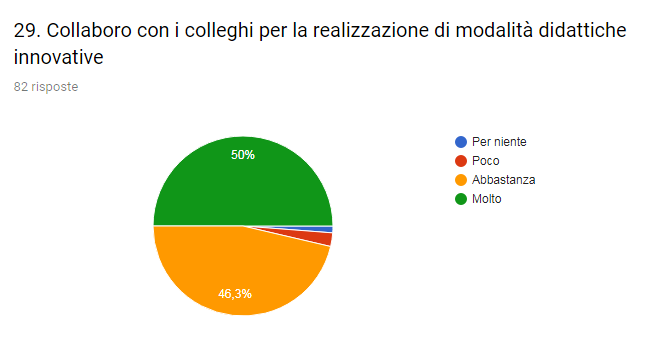 29. Collaboro con i colleghi per la realizzazione di modalità didattiche
innovative
82 risposte
50%
46,3%
Per niente
Poco
Abbastanza
Molto